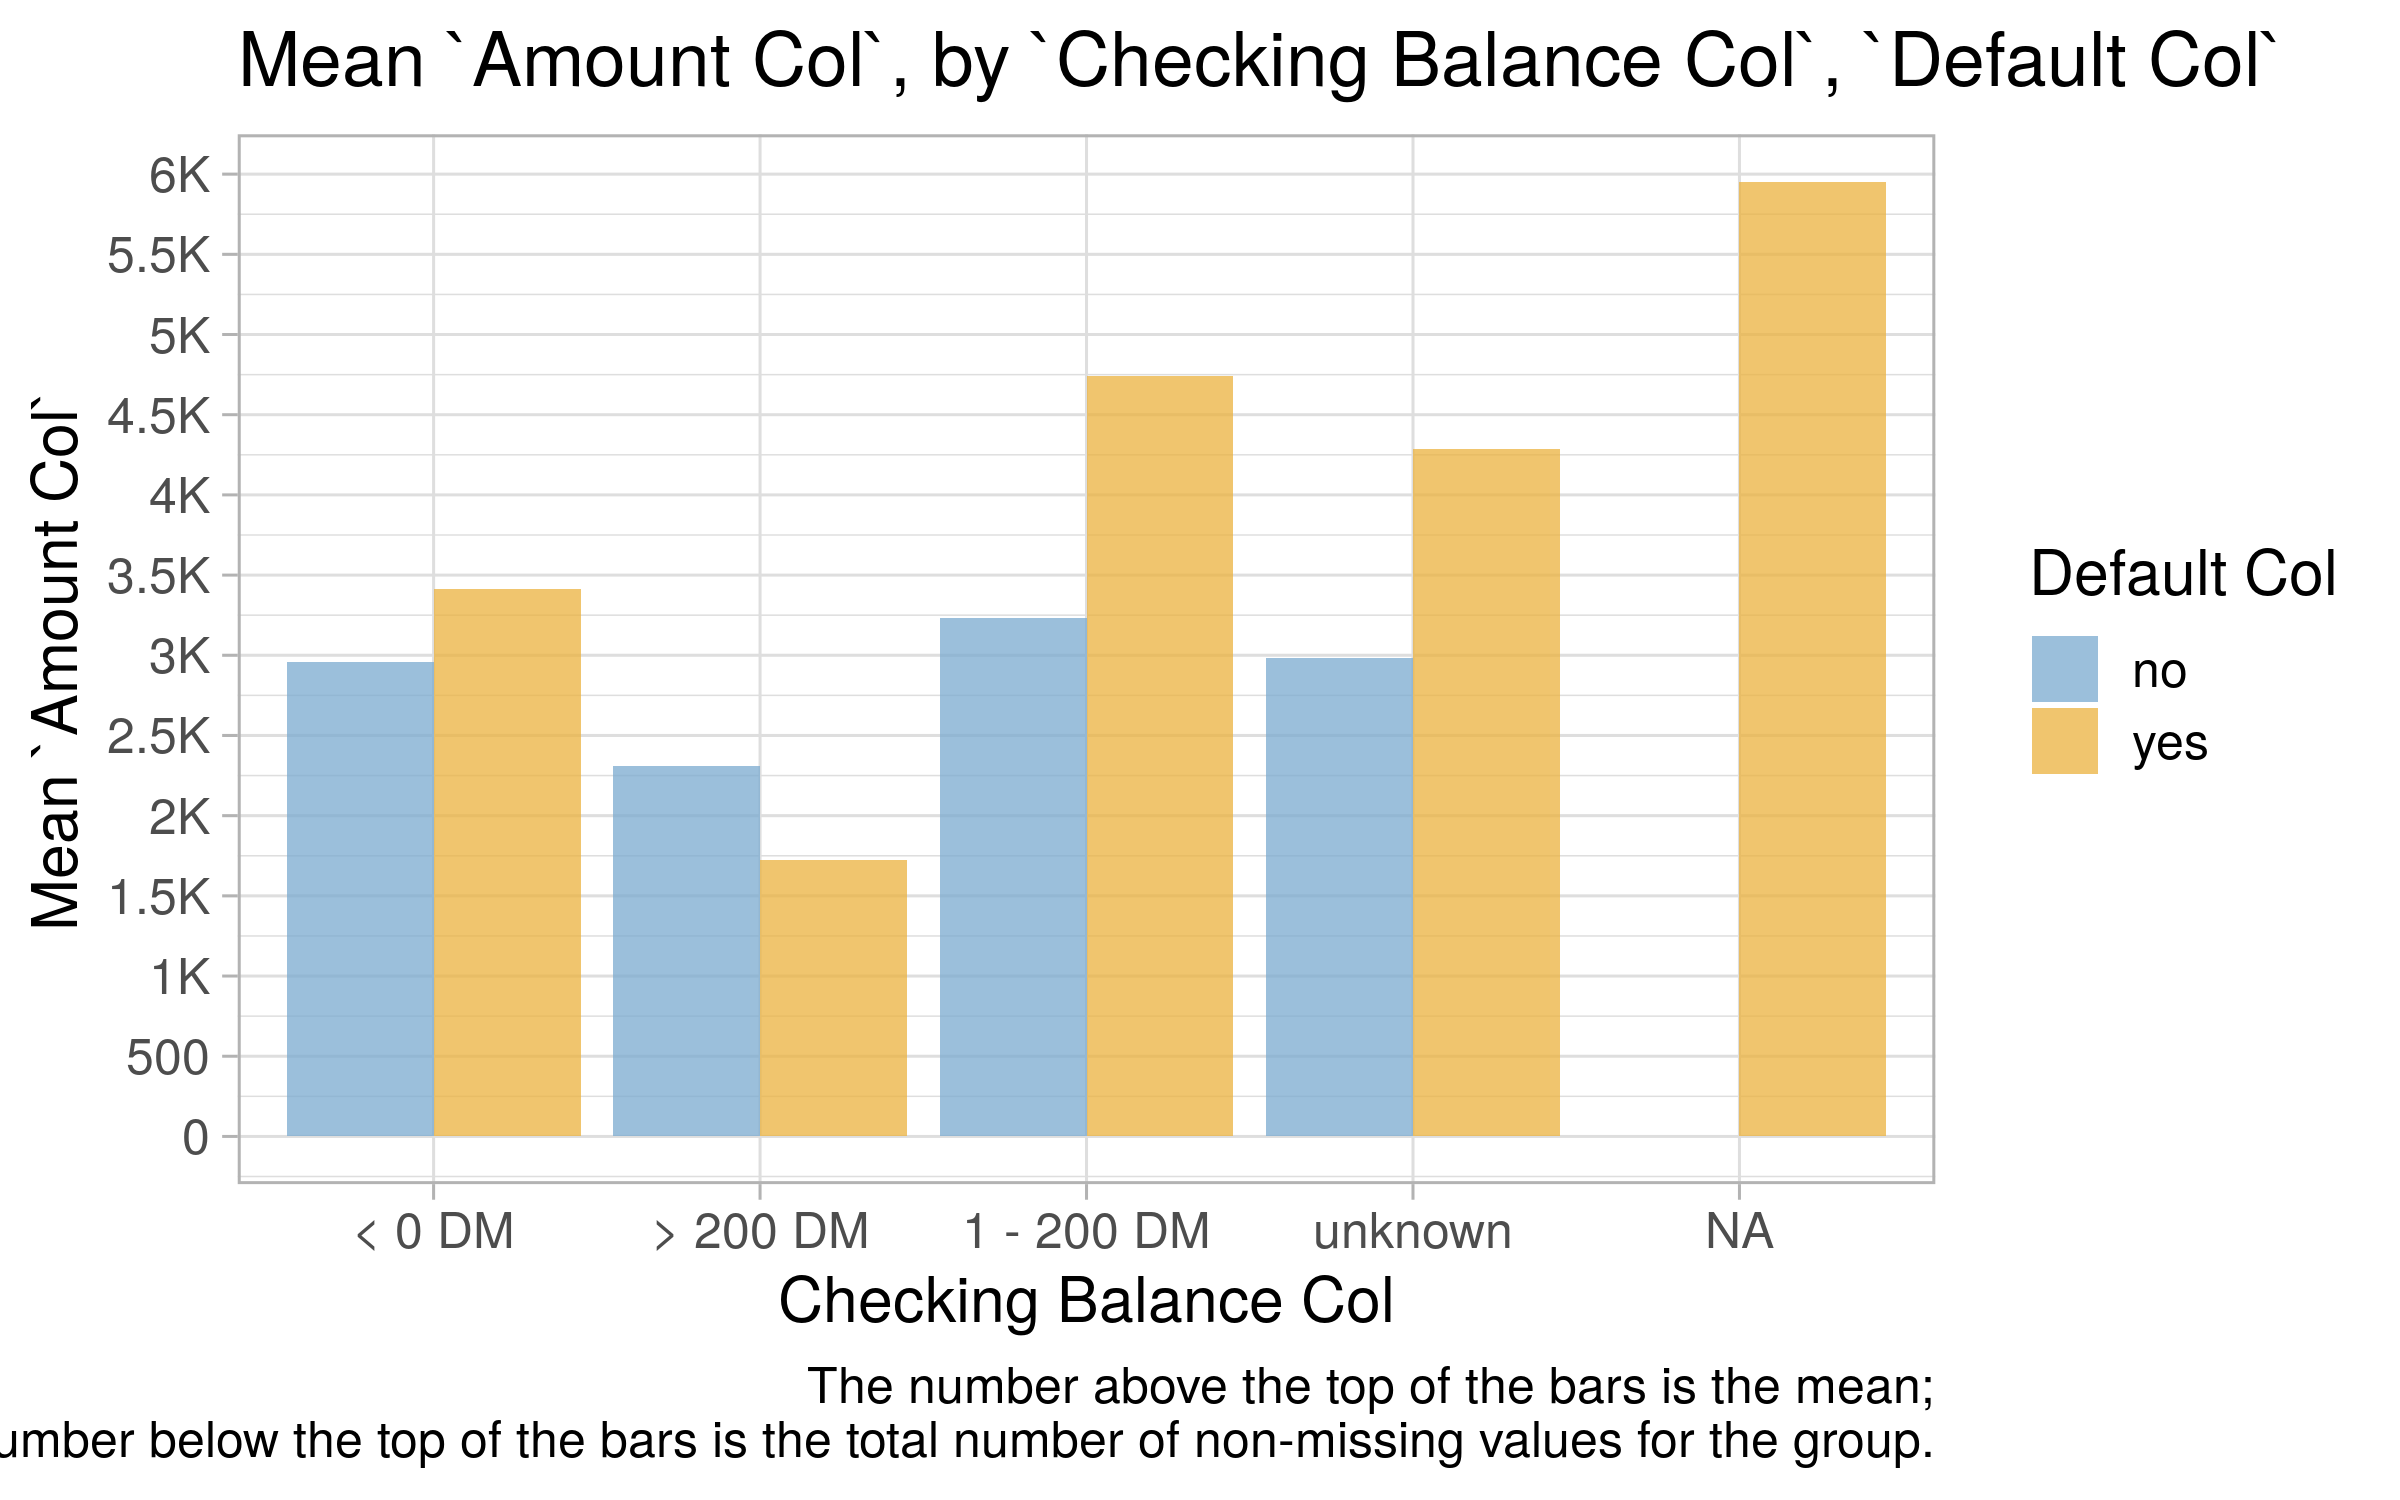 Mean `Amount Col`, by `Checking Balance Col`, `Default Col`
Mean `Amount Col`
6K
5.5K
5K
4.5K
4K
3.5K
3K
2.5K
2K
1.5K
1K
500
0
< 0 DM
> 200 DM
1 - 200 DM
unknown
NA
Checking Balance Col
Default Col
no
yes
The number above the top of the bars is the mean;
below the top of the bars is the total number of non-missing values for the group.